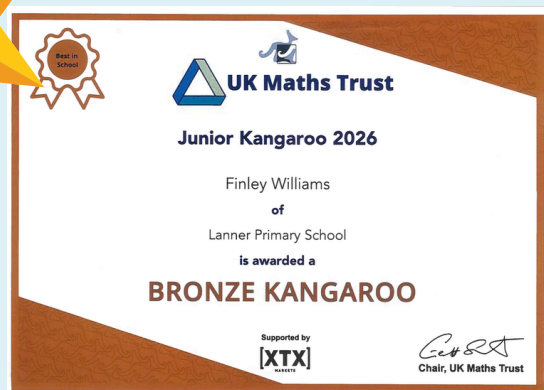 Best in
School
UK Maths Trust
Junior Kangaroo 2026
Finley Williams
of
Lanner Primary School
is awarded a
BRONZE KANGAROO
Supported by
XTX
MARKETS
Chair, UK Maths Trust